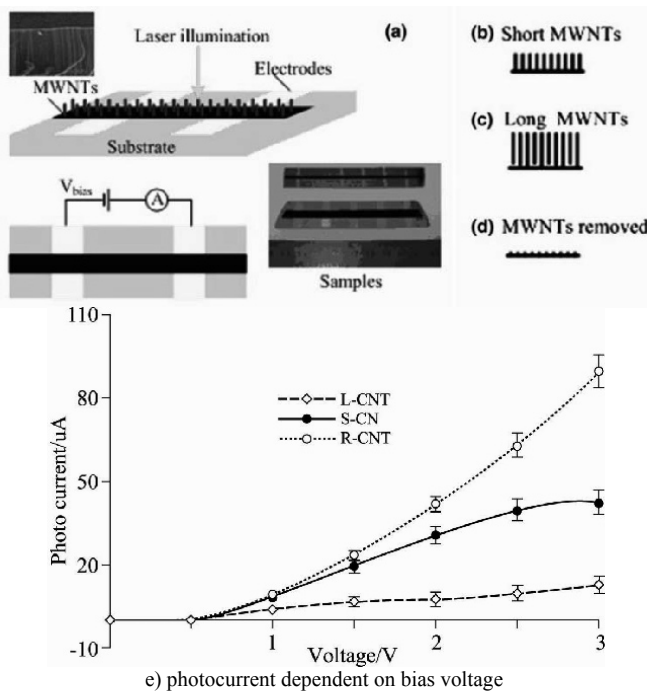 (a)
Laser illumination
Electrodes
MWNTs
Substrate
V_bias
A
Samples
(b) Short MWNTs
(c) Long MWNTs
(d) MWNTs removed
110
80
50
20
-10
Photo current/uA
L-CNT
S-CN
R-CNT
1
2
3
Voltage/V
e) photocurrent dependent on bias voltage